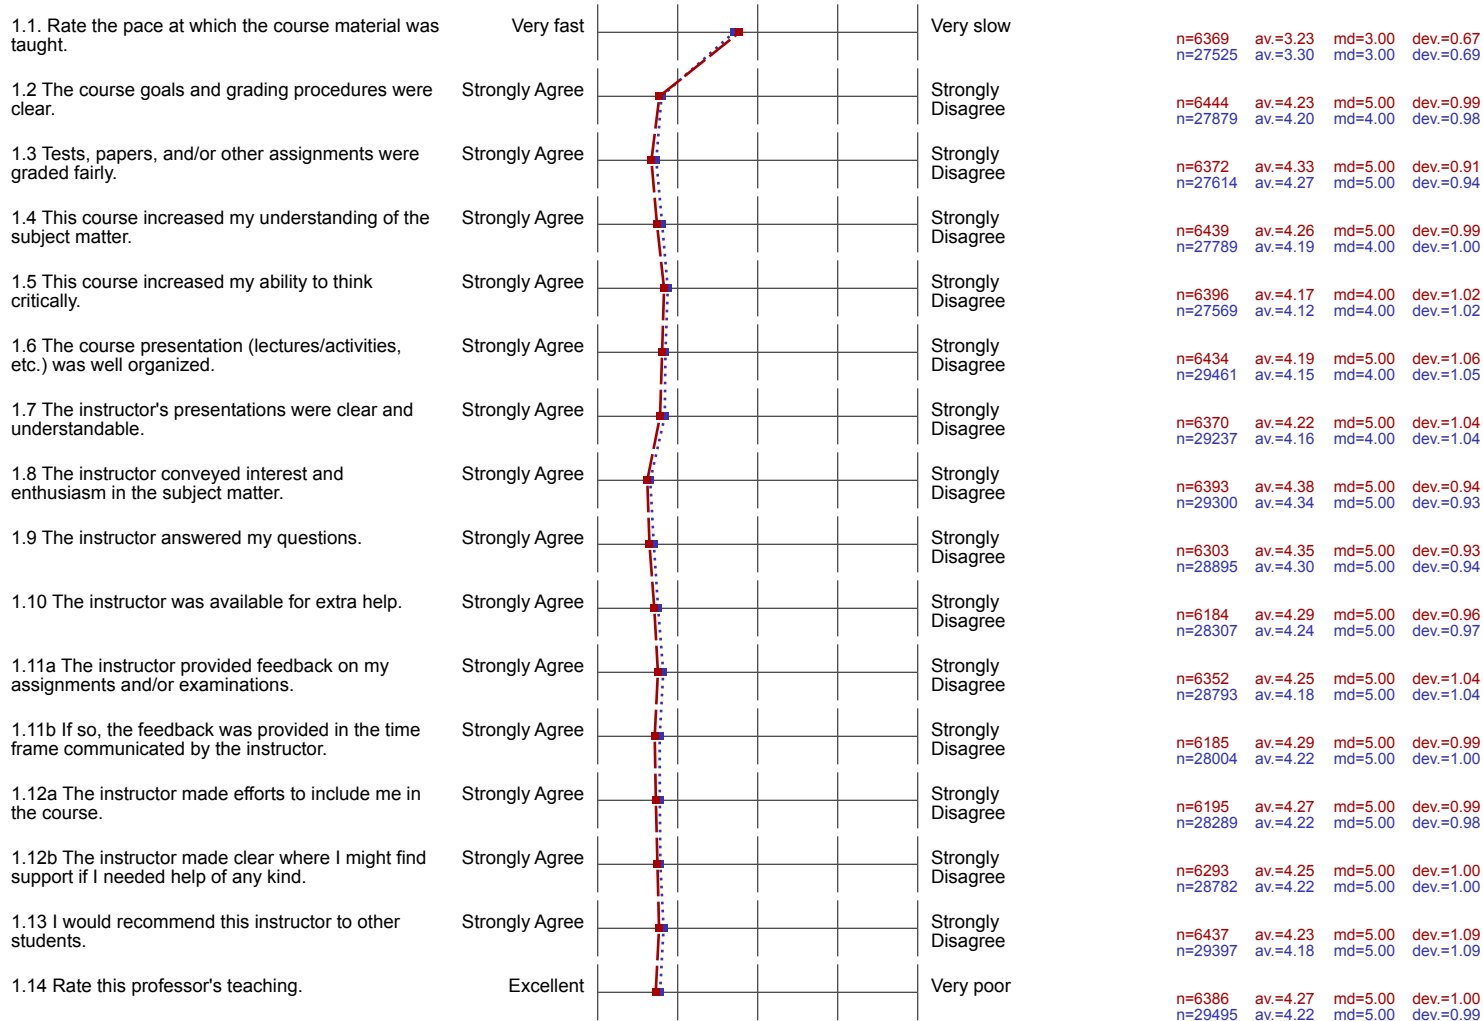 1.1. Rate the pace at which the course material was
taught.
Very fast
Very slow
n=6369 av.=3.23 md=3.00 dev.=0.67
n=27525 av.=3.30 md=3.00 dev.=0.69
1.2 The course goals and grading procedures were
clear.
Strongly Agree
Strongly
Disagree
n=6444 av.=4.23 md=5.00 dev.=0.99
n=27879 av.=4.20 md=4.00 dev.=0.98
1.3 Tests, papers, and/or other assignments were
graded fairly.
Strongly Agree
Strongly
Disagree
n=6372 av.=4.33 md=5.00 dev.=0.91
n=27614 av.=4.27 md=5.00 dev.=0.94
1.4 This course increased my understanding of the
subject matter.
Strongly Agree
Strongly
Disagree
n=6439 av.=4.26 md=5.00 dev.=0.99
n=27789 av.=4.19 md=4.00 dev.=1.00
1.5 This course increased my ability to think
critically.
Strongly Agree
Strongly
Disagree
n=6396 av.=4.17 md=4.00 dev.=1.02
n=27569 av.=4.12 md=4.00 dev.=1.02
1.6 The course presentation (lectures/activities,
etc.) was well organized.
Strongly Agree
Strongly
Disagree
n=6434 av.=4.19 md=5.00 dev.=1.06
n=29461 av.=4.15 md=4.00 dev.=1.05
1.7 The instructor's presentations were clear and
understandable.
Strongly Agree
Strongly
Disagree
n=6370 av.=4.22 md=5.00 dev.=1.04
n=29237 av.=4.16 md=4.00 dev.=1.04
1.8 The instructor conveyed interest and
enthusiasm in the subject matter.
Strongly Agree
Strongly
Disagree
n=6393 av.=4.38 md=5.00 dev.=0.94
n=29300 av.=4.34 md=5.00 dev.=0.93
1.9 The instructor answered my questions.
Strongly Agree
Strongly
Disagree
n=6303 av.=4.35 md=5.00 dev.=0.93
n=28895 av.=4.30 md=5.00 dev.=0.94
1.10 The instructor was available for extra help.
Strongly Agree
Strongly
Disagree
n=6184 av.=4.29 md=5.00 dev.=0.96
n=28307 av.=4.24 md=5.00 dev.=0.97
1.11a The instructor provided feedback on my
assignments and/or examinations.
Strongly Agree
Strongly
Disagree
n=6352 av.=4.25 md=5.00 dev.=1.04
n=28793 av.=4.18 md=5.00 dev.=1.04
1.11b If so, the feedback was provided in the time
frame communicated by the instructor.
Strongly Agree
Strongly
Disagree
n=6185 av.=4.29 md=5.00 dev.=0.99
n=28004 av.=4.22 md=5.00 dev.=1.00
1.12a The instructor made efforts to include me in
the course.
Strongly Agree
Strongly
Disagree
n=6195 av.=4.27 md=5.00 dev.=0.99
n=28289 av.=4.22 md=5.00 dev.=0.98
1.12b The instructor made clear where I might find
support if I needed help of any kind.
Strongly Agree
Strongly
Disagree
n=6293 av.=4.25 md=5.00 dev.=1.00
n=28782 av.=4.22 md=5.00 dev.=1.00
1.13 I would recommend this instructor to other
students.
Strongly Agree
Strongly
Disagree
n=6437 av.=4.23 md=5.00 dev.=1.09
n=29397 av.=4.18 md=5.00 dev.=1.09
1.14 Rate this professor's teaching.
Excellent
Very poor
n=6386 av.=4.27 md=5.00 dev.=1.00
n=29495 av.=4.22 md=5.00 dev.=0.99